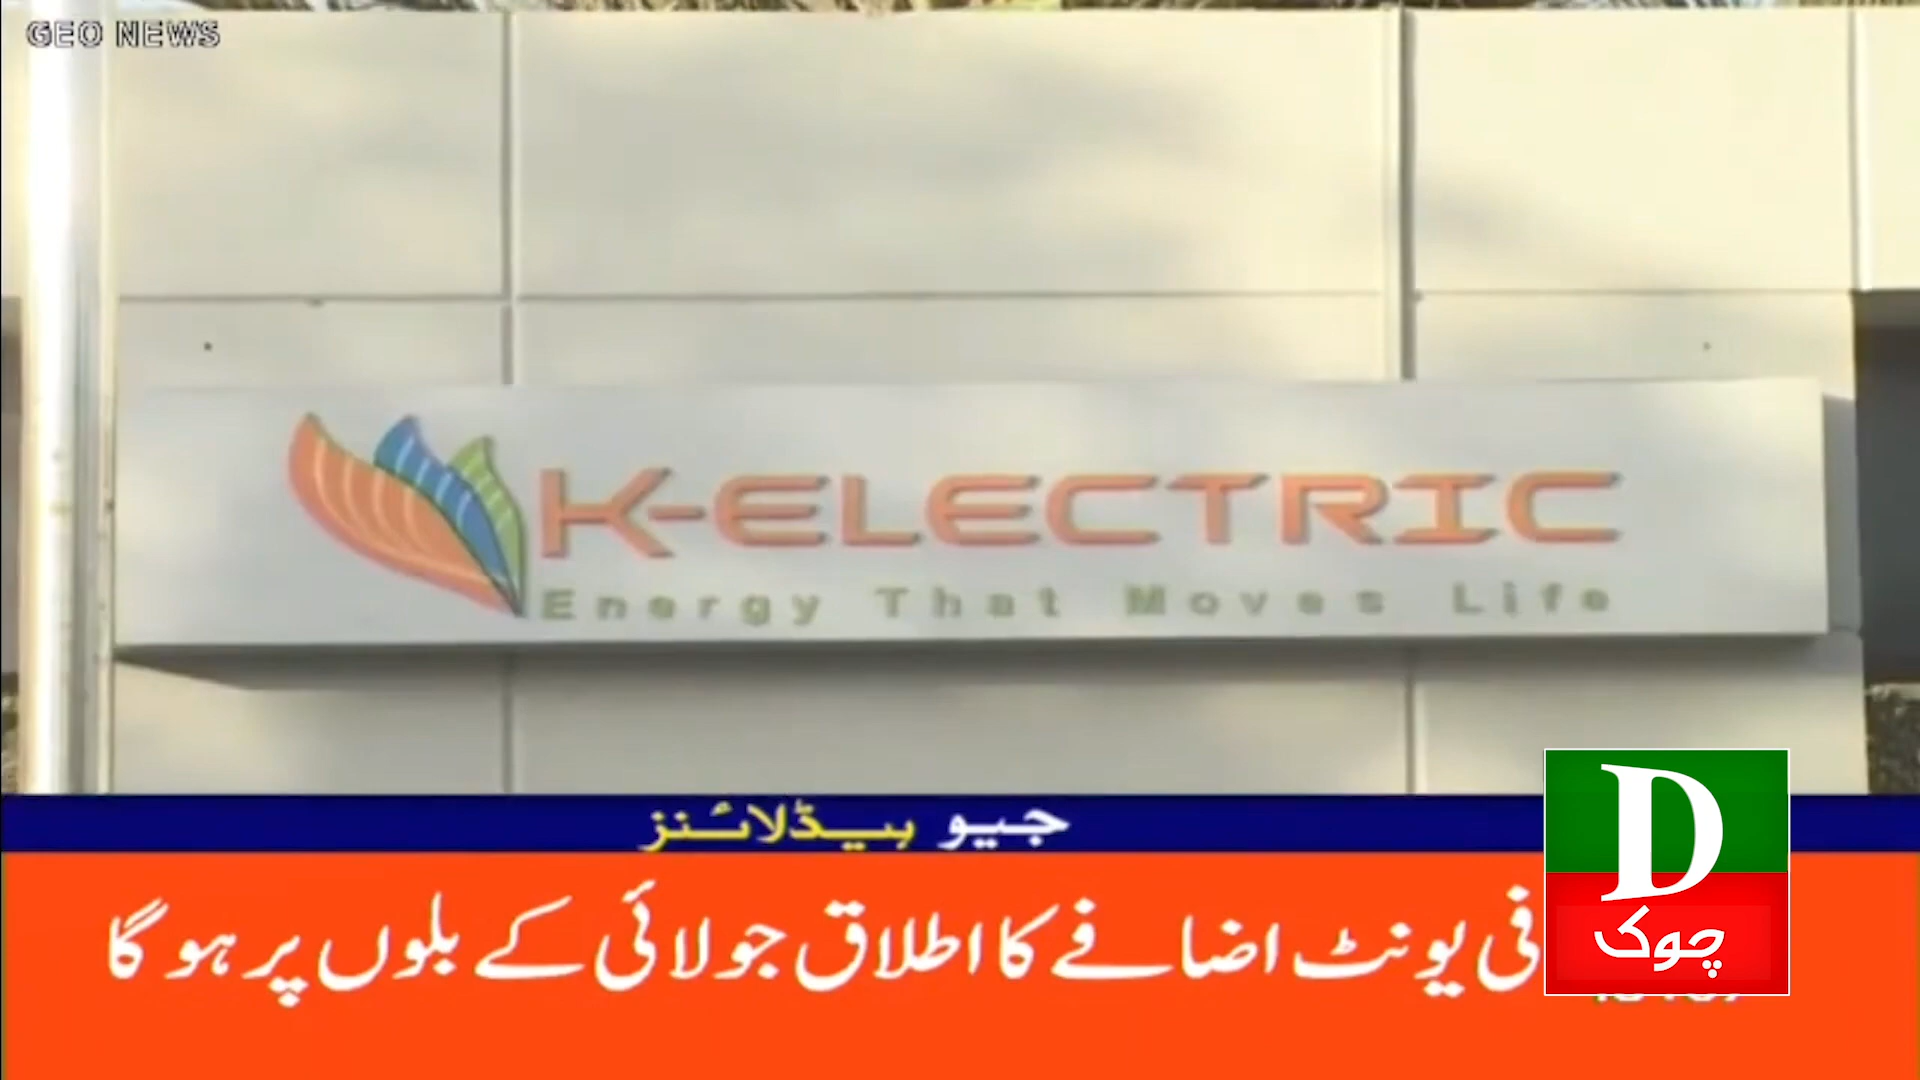 GEO NEWS
K-ELECTRIC
Energy That Moves Life
جیو ہیڈلائنز
فی یونٹ اضافے کا اطلاق جولائی کے بلوں پر ہو گا
D
چوک